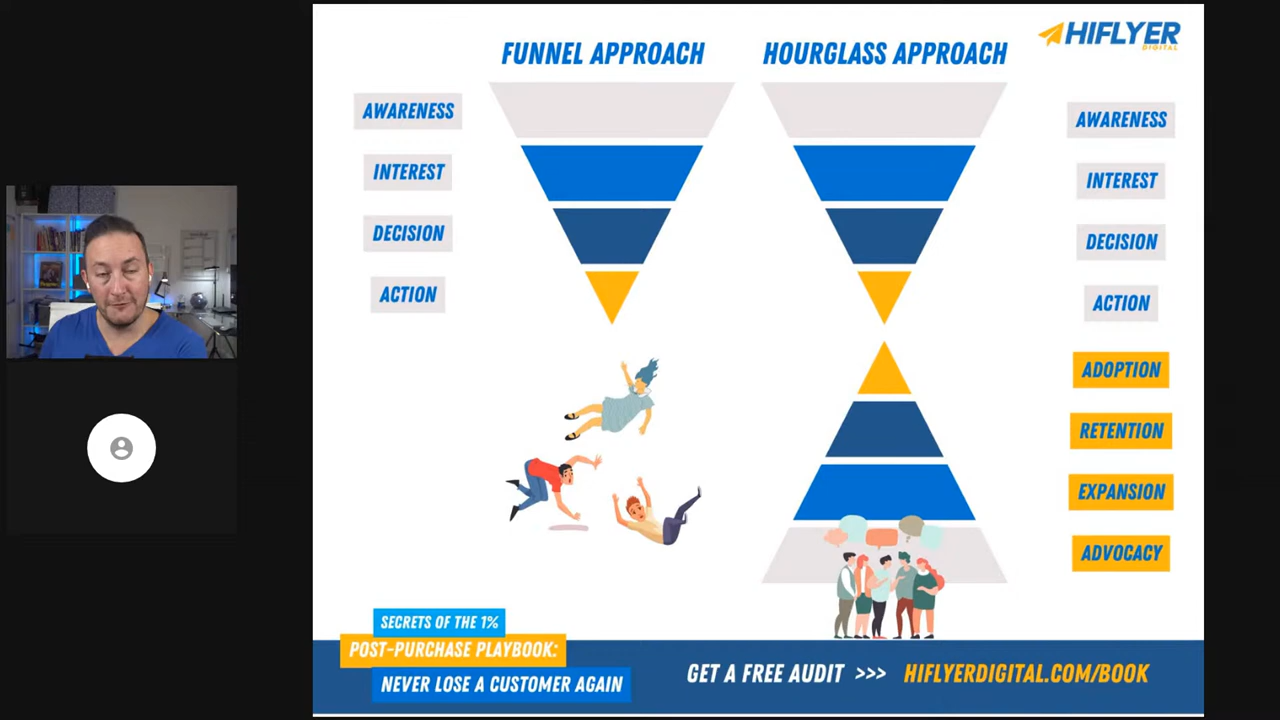 HIFLYER
DIGITAL
FUNNEL APPROACH
AWARENESS
INTEREST
DECISION
ACTION
HOURGLASS APPROACH
AWARENESS
INTEREST
DECISION
ACTION
ADOPTION
RETENTION
EXPANSION
ADVOCACY
SECRETS OF THE 1%
POST-PURCHASE PLAYBOOK:
NEVER LOSE A CUSTOMER AGAIN
GET A FREE AUDIT >>> HIFLYERDIGITAL.COM/BOOK